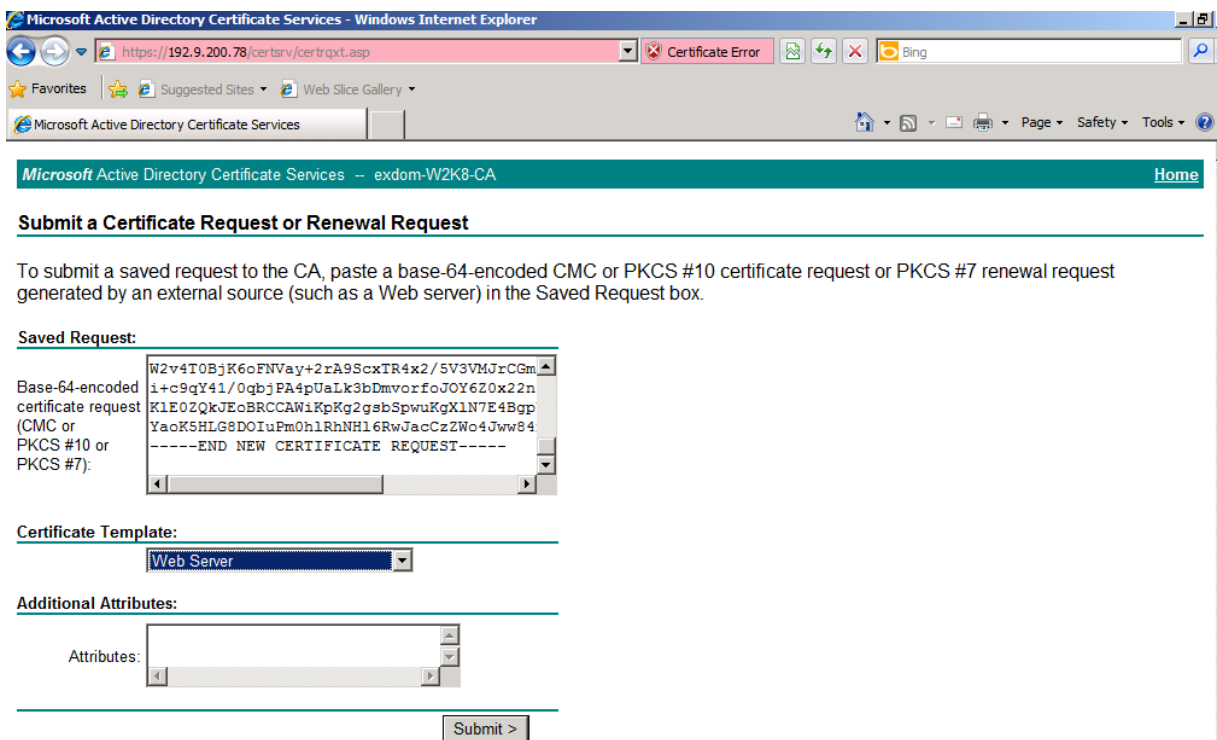 Microsoft Active Directory Certificate Services - Windows Internet Explorer
https://192.9.200.78/certsrv/certrqxt.asp
Certificate Error
Bing
Favorites
Suggested Sites
Web Slice Gallery
Microsoft Active Directory Certificate Services
Page
Safety
Tools
Microsoft Active Directory Certificate Services -- exdom-W2K8-CA
Home
Submit a Certificate Request or Renewal Request
To submit a saved request to the CA, paste a base-64-encoded CMC or PKCS #10 certificate request or PKCS #7 renewal request
generated by an external source (such as a Web server) in the Saved Request box.
Saved Request:
Base-64-encoded
certificate request
(CMC or
PKCS #10 or
PKCS #7):
W2v4T0BjK6oFNVay+2rA9ScxTR4x2/5V3VMJrCGm
i+c9qY41/0qbjPA4pUaLk3bDmvorfoJOY6Z0x22n
KlE0ZQkJEoBRCCAWiKpKg2gsbSpwuKgXlN7E4Bgp
-----END NEW CERTIFICATE REQUEST-----
Certificate Template:
Web Server
Additional Attributes:
Attributes:
Submit >